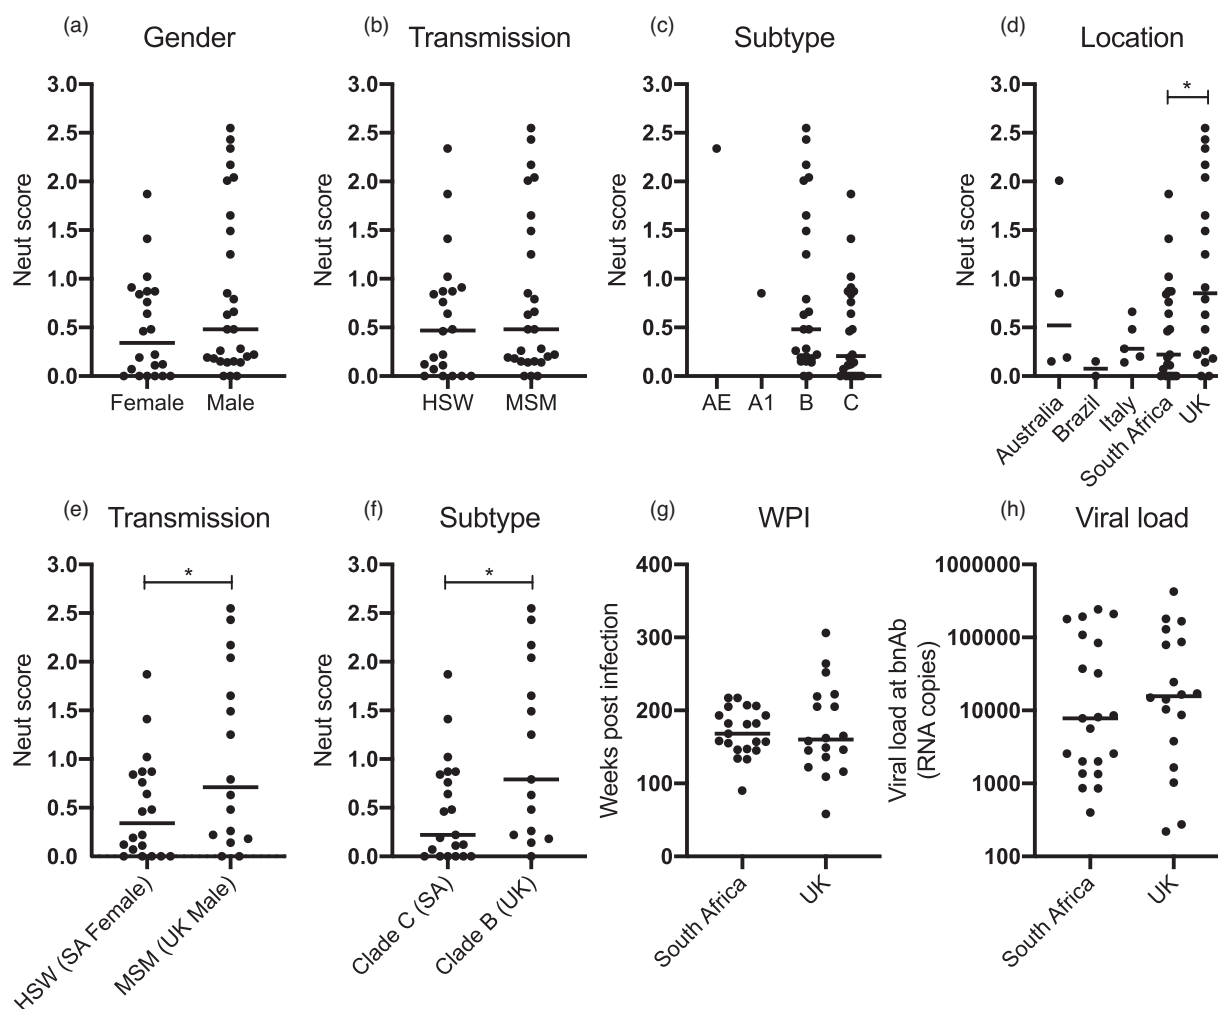 (a)
Gender
Neut score
3.0
2.5
2.0
1.5
1.0
0.5
0.0
Female
Male
(b)
Transmission
Neut score
3.0
2.5
2.0
1.5
1.0
0.5
0.0
HSW
MSM
(c)
Subtype
Neut score
3.0
2.5
2.0
1.5
1.0
0.5
0.0
AE
A1
B
C
(d)
Location
Neut score
3.0
2.5
2.0
1.5
1.0
0.5
0.0
*
Australia
Brazil
Italy
South Africa
UK
(e)
Transmission
Neut score
3.0
2.5
2.0
1.5
1.0
0.5
0.0
*
HSW (SA Female)
MSM (UK Male)
(f)
Subtype
Neut score
3.0
2.5
2.0
1.5
1.0
0.5
0.0
*
Clade C (SA)
Clade B (UK)
(g)
WPI
Weeks post infection
400
300
200
100
0
South Africa
UK
(h)
Viral load
Viral load at bnAb
(RNA copies)
1000000
100000
10000
1000
100
South Africa
UK